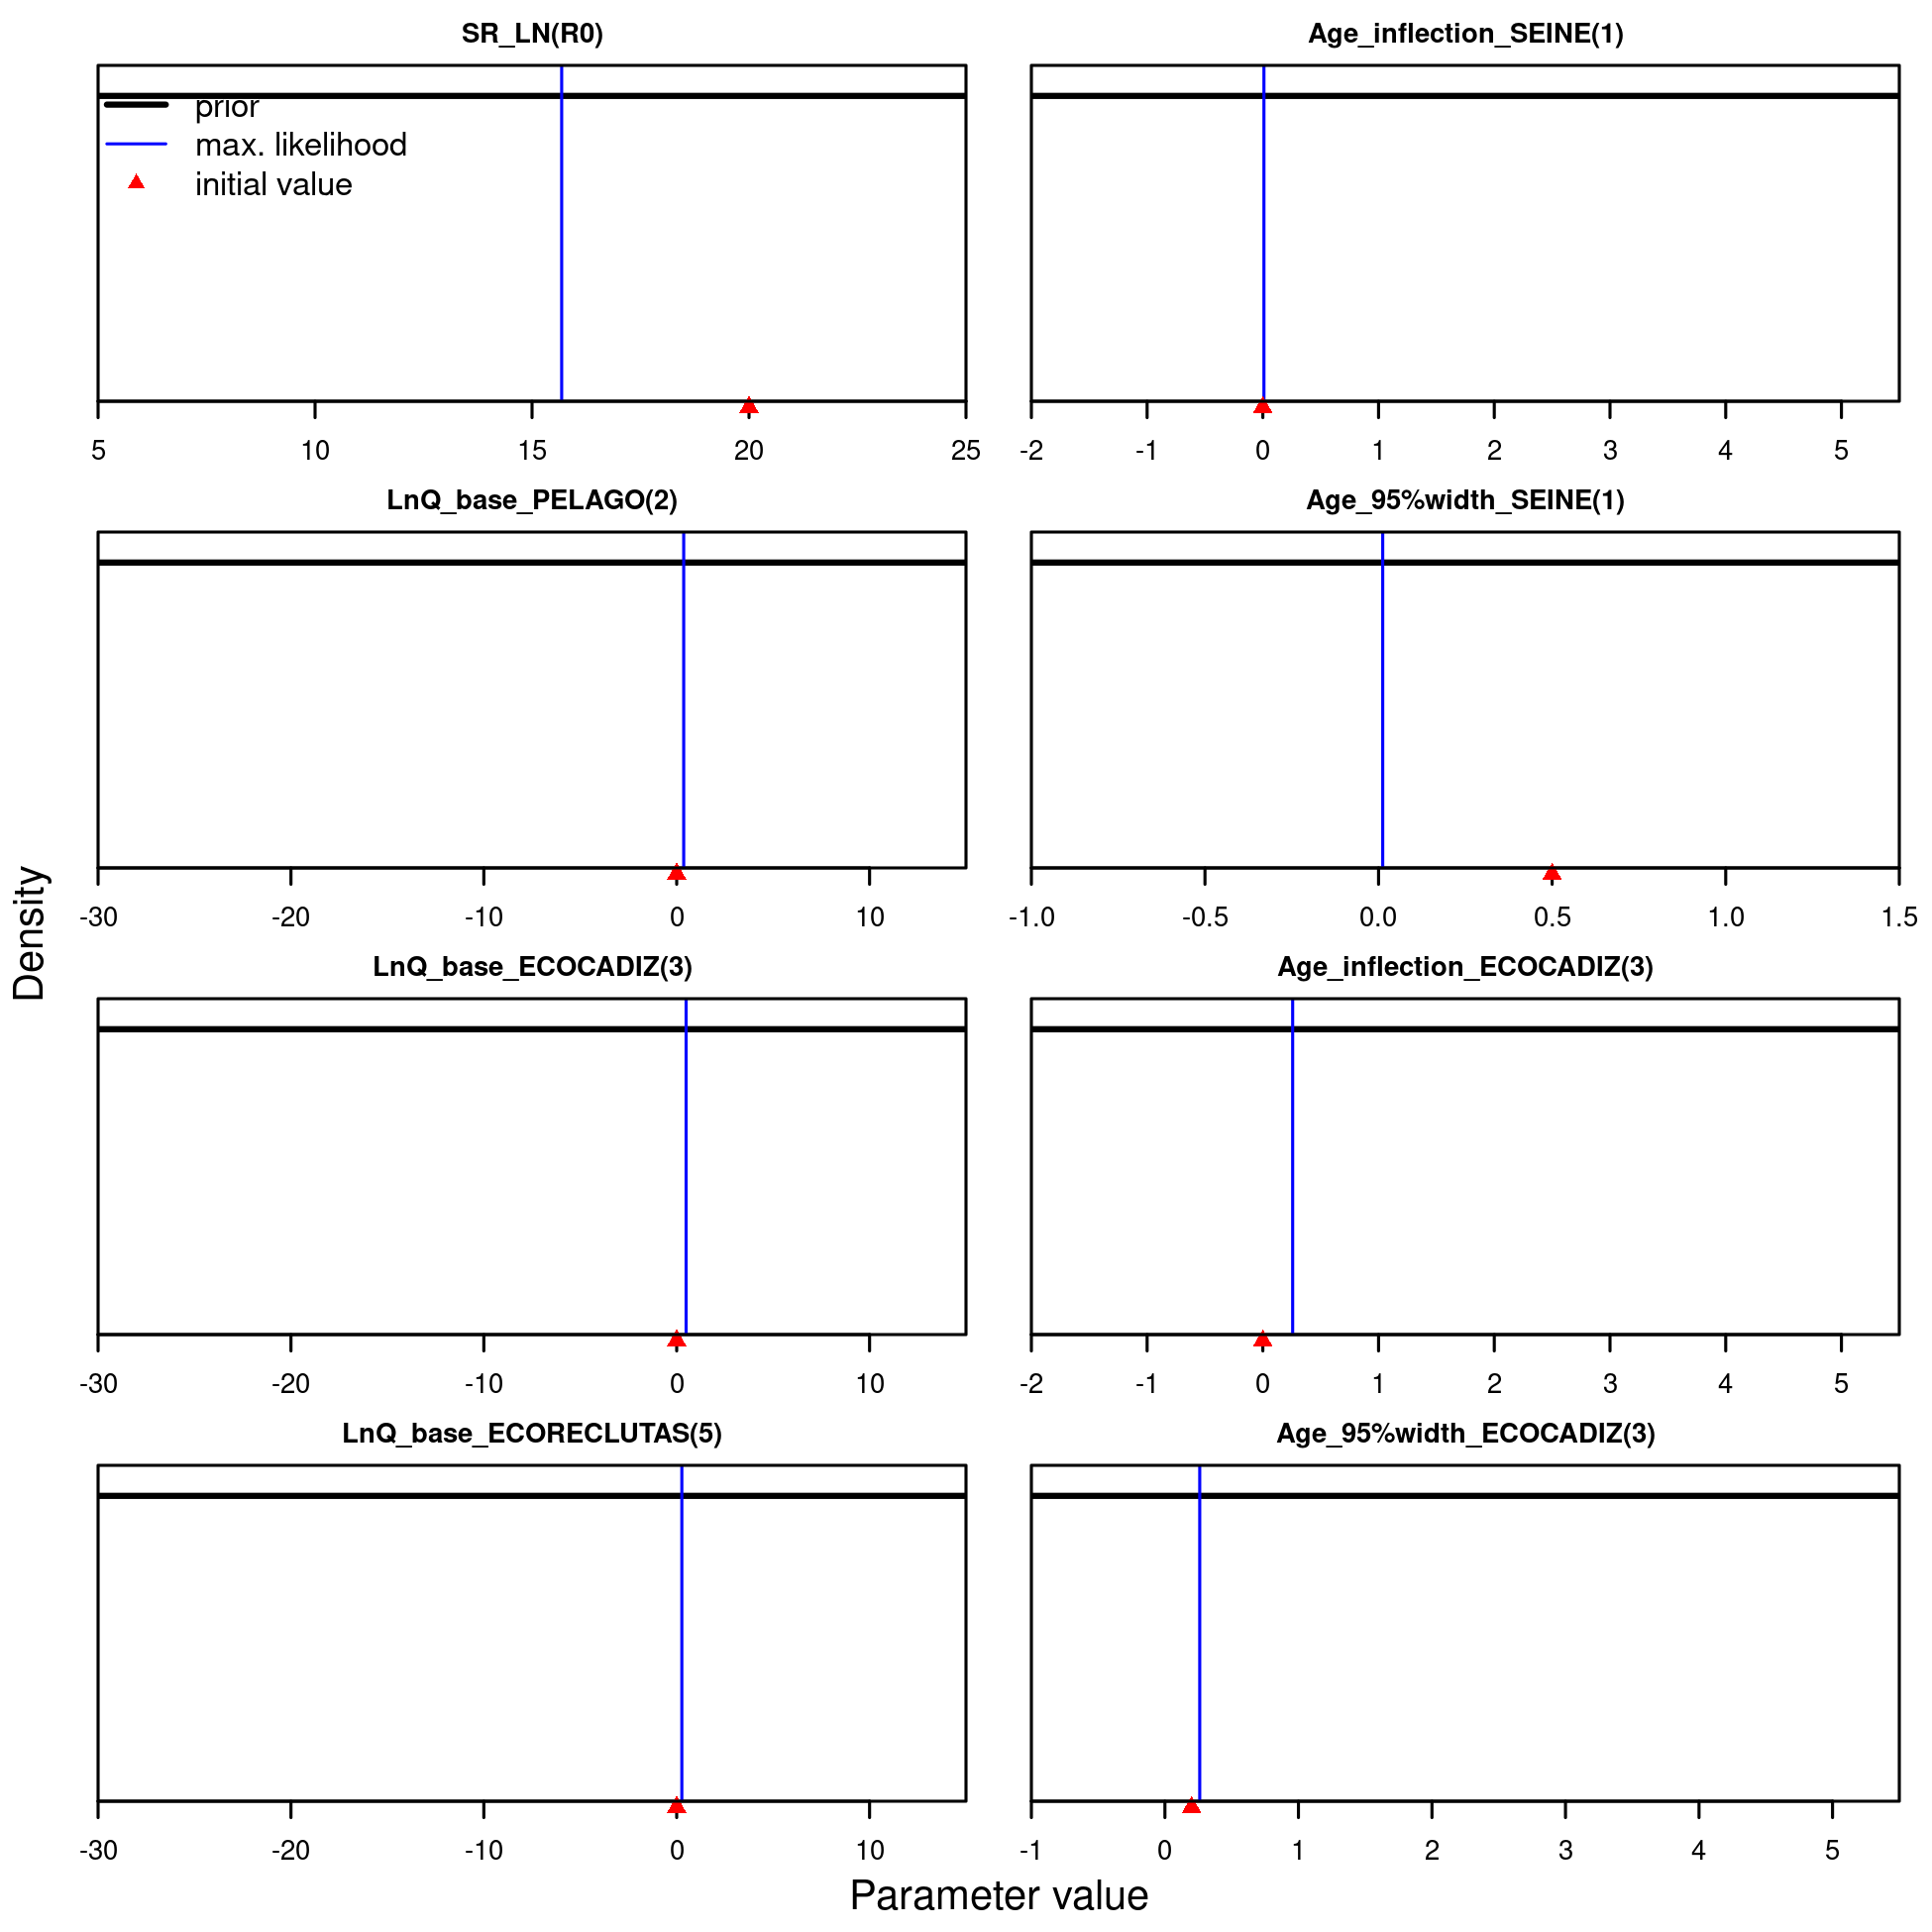 SR_LN(R0)
prior
max. likelihood
initial value
5 10 15 20 25
Age_inflection_SEINE(1)
-2 -1 0 1 2 3 4 5
LnQ_base_PELAGO(2)
-30 -20 -10 0 10
Age_95%width_SEINE(1)
-1.0 -0.5 0.0 0.5 1.0 1.5
Density
LnQ_base_ECOCADIZ(3)
-30 -20 -10 0 10
Age_inflection_ECOCADIZ(3)
-2 -1 0 1 2 3 4 5
LnQ_base_ECORECLUTAS(5)
-30 -20 -10 0 10
Age_95%width_ECOCADIZ(3)
-1 0 1 2 3 4 5
Parameter value